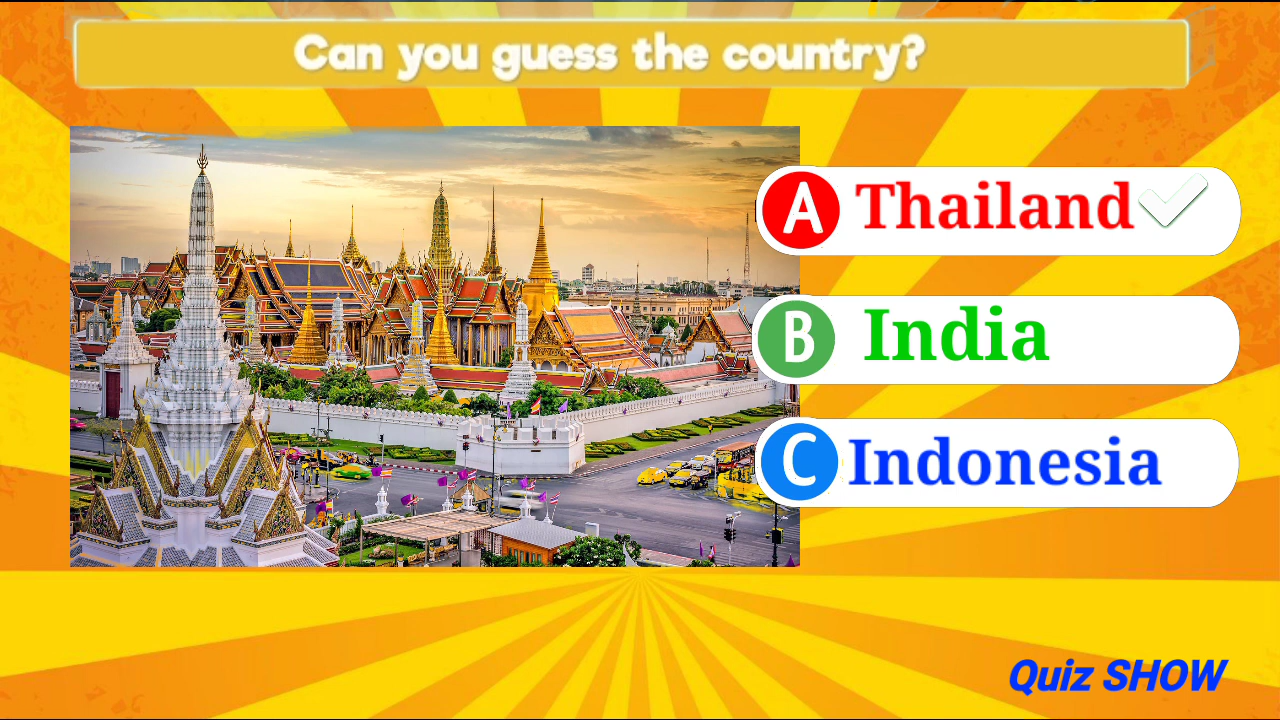 Can you guess the country?
A Thailand
B India
C Indonesia
Quiz SHOW